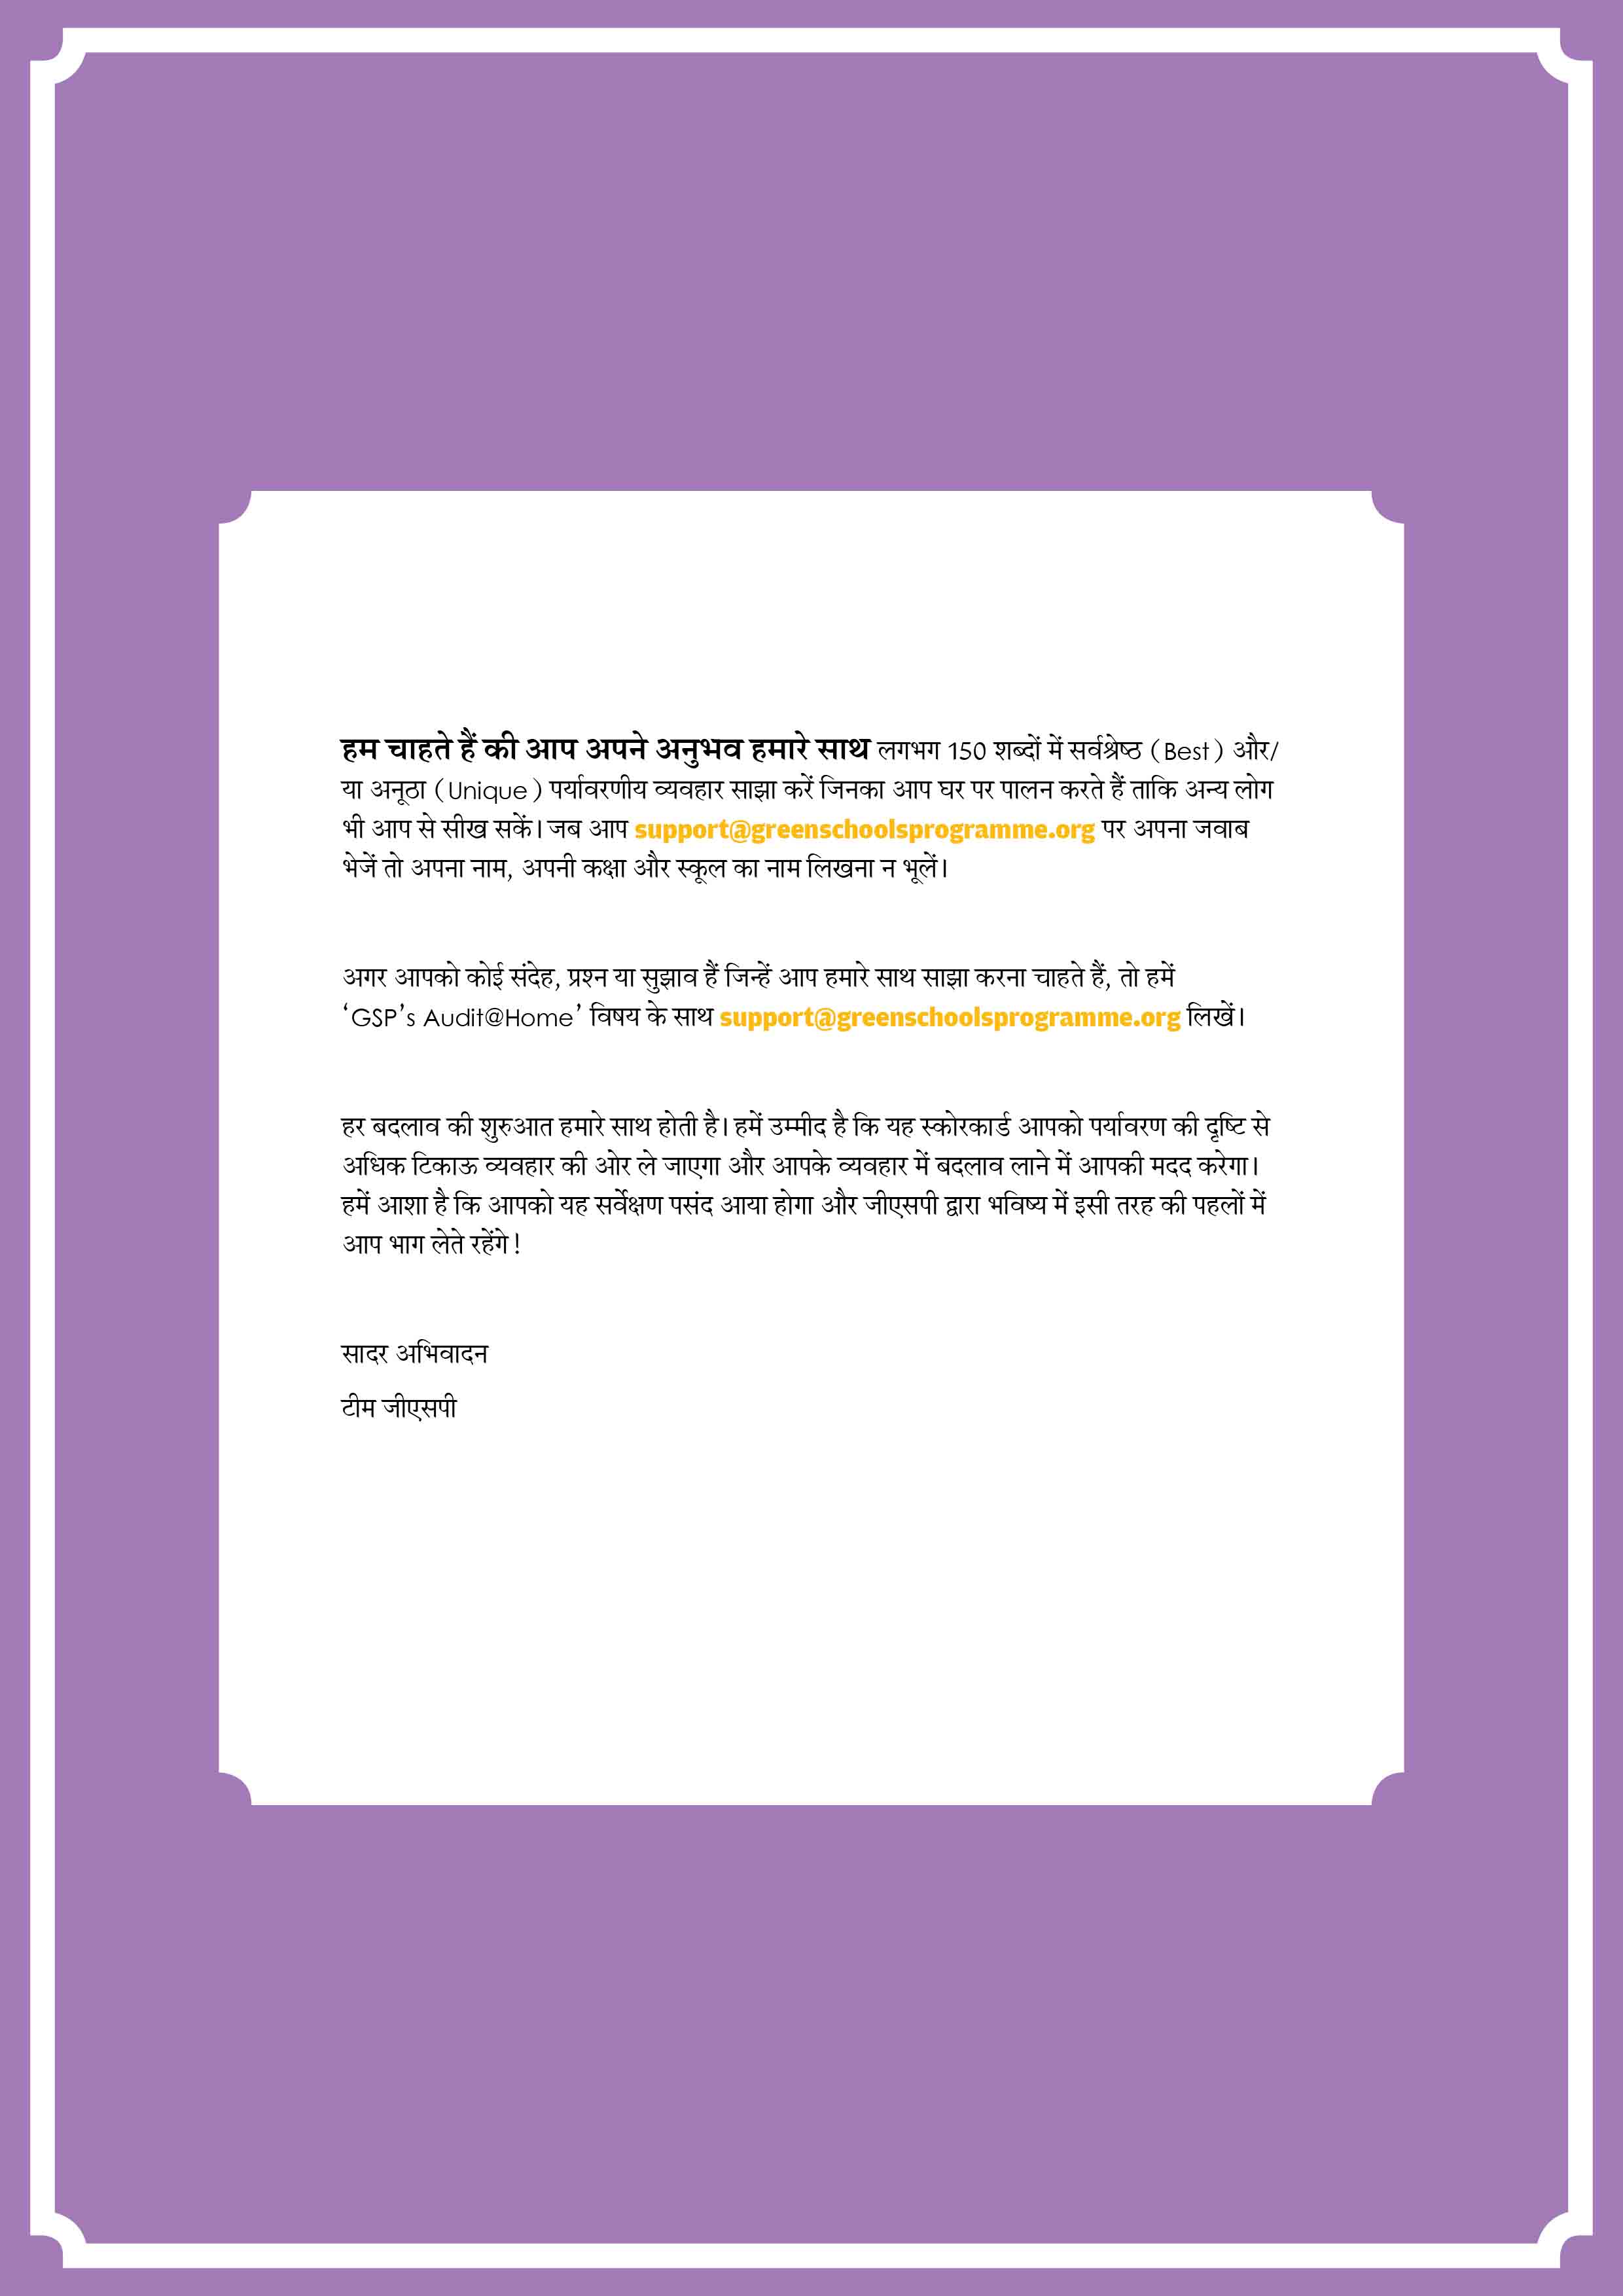 हम चाहते हैं की आप अपने अनुभव हमारे साथ लगभग 150 शब्दों में सर्वश्रेष्ठ (Best) और/
या अनूठा (Unique) पर्यावरणीय व्यवहार साझा करें जिनका आप घर पर पालन करते हैं ताकि अन्य लोग
भी आप से सीख सकें। जब आप support@greenschoolsprogramme.org पर अपना जवाब
भेजें तो अपना नाम, अपनी कक्षा और स्कूल का नाम लिखना न भूलें।
अगर आपको कोई संदेह, प्रश्न या सुझाव हैं जिन्हें आप हमारे साथ साझा करना चाहते हैं, तो हमें
‘GSP’s Audit@Home’ विषय के साथ support@greenschoolsprogramme.org लिखें।
हर बदलाव की शुरुआत हमारे साथ होती है। हमें उम्मीद है कि यह स्कोरकार्ड आपको पर्यावरण की दृष्टि से
अधिक टिकाऊ व्यवहार की ओर ले जाएगा और आपके व्यवहार में बदलाव लाने में आपकी मदद करेगा।
हमें आशा है कि आपको यह सर्वेक्षण पसंद आया होगा और जीएसपी द्वारा भविष्य में इसी तरह की पहलों में
आप भाग लेते रहेंगे!
सादर अभिवादन
टीम जीएसपी